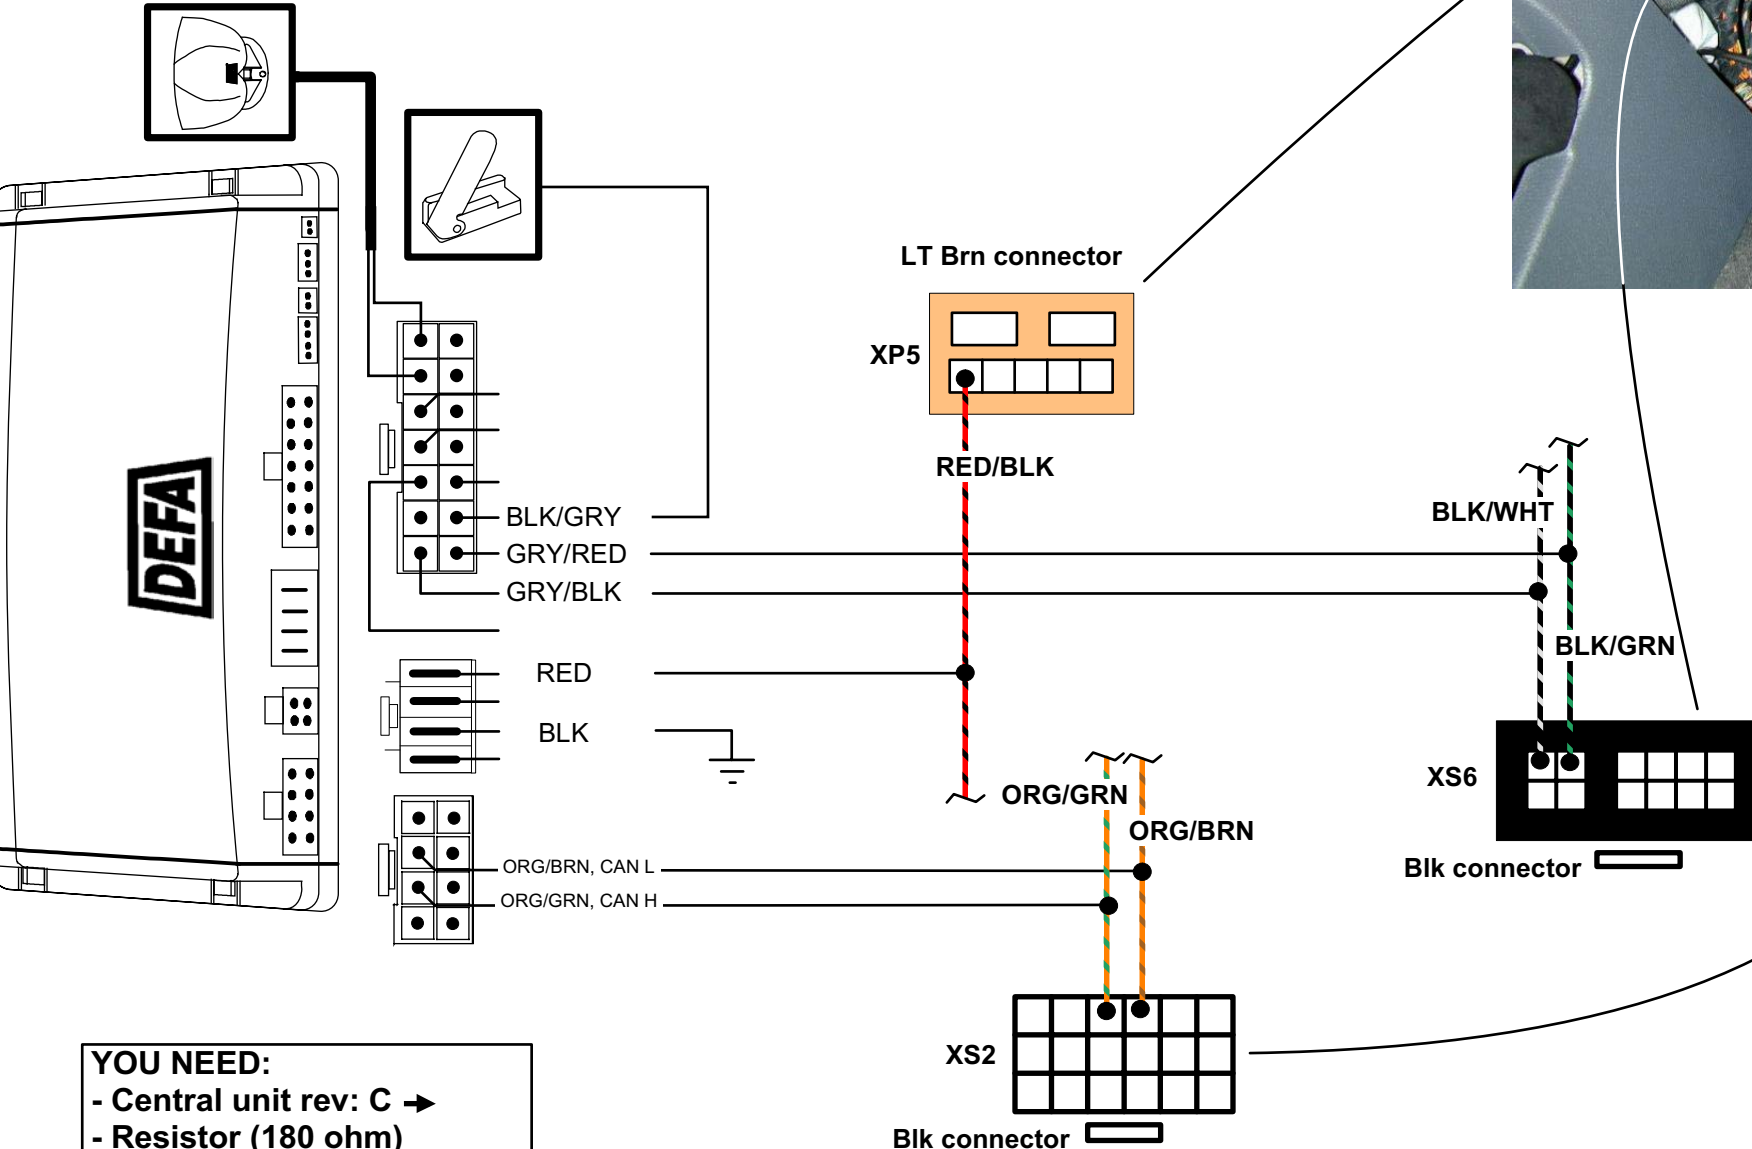 LT Brn connector
XP5
RED/BLK
BLK/WHT
BLK/GRY
GRY/RED
GRY/BLK
BLK/GRN
RED
BLK
DEFA
ORG/GRN
ORG/BRN
XS6
Blk connector
ORG/BRN, CAN L
ORG/GRN, CAN H
XS2
Blk connector
YOU NEED:
- Central unit rev: C →
- Resistor (180 ohm)